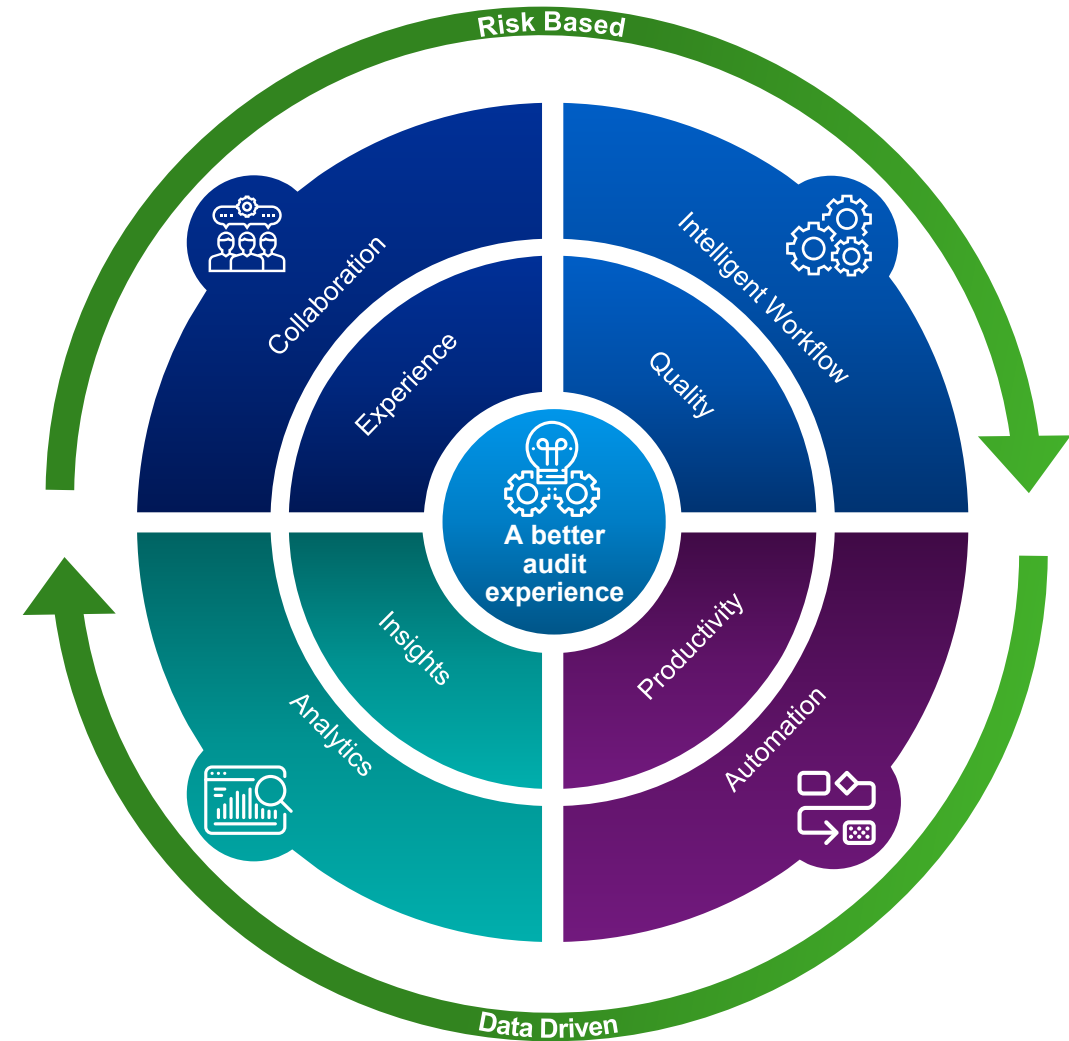 Risk Based
Collaboration
Intelligent Workflow
Experience
Quality
A better
audit
experience
Insights
Productivity
Analytics
Automation
Data Driven